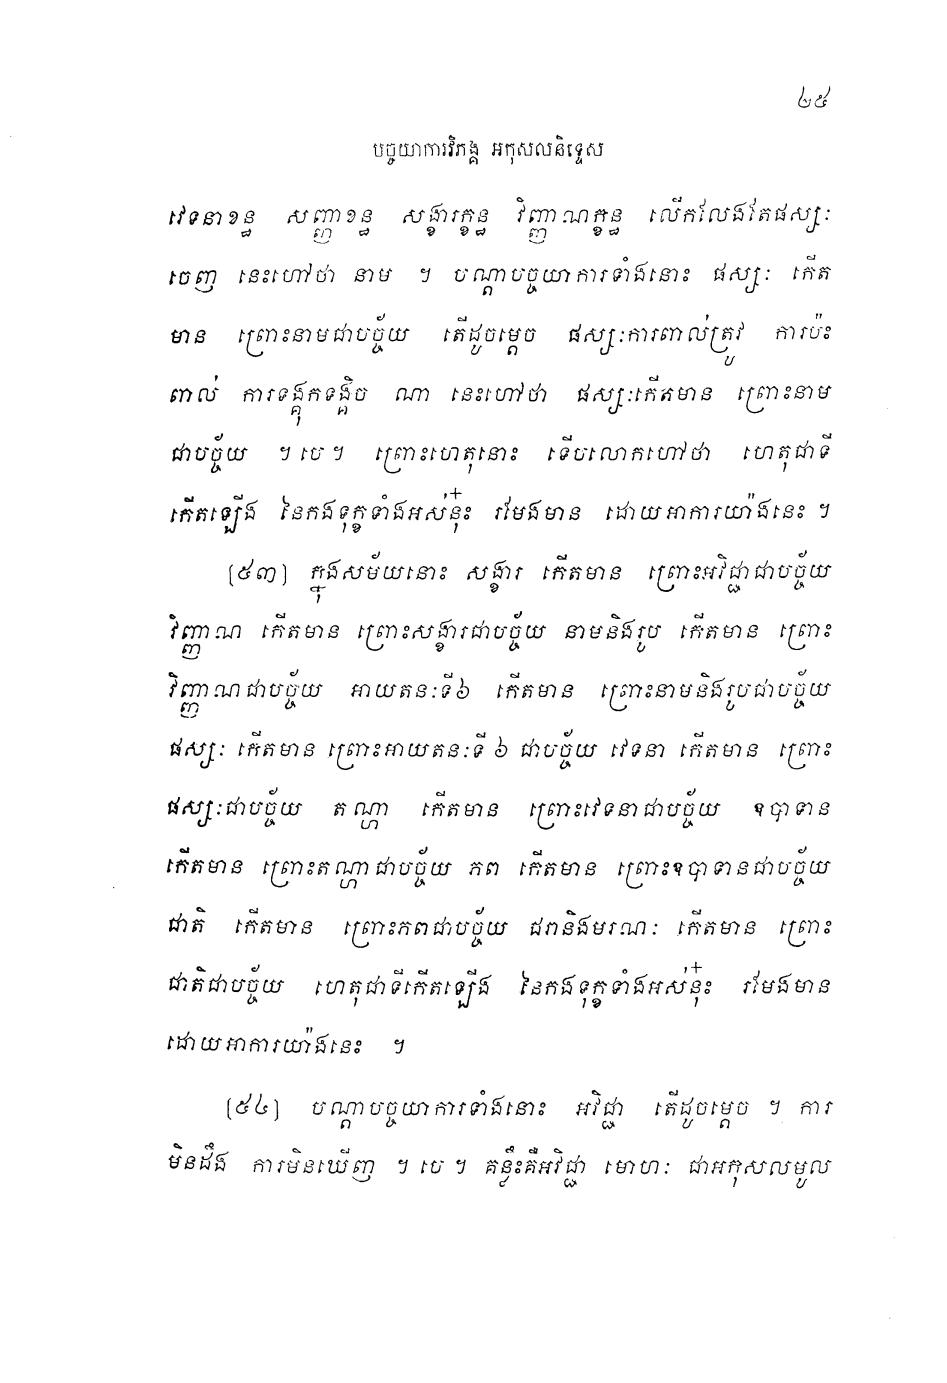 ២៥
បច្ចយាការវិភង្គ អកុសលនិទ្ទេស
វេទនាខន្ធ សញ្ញាខន្ធ សង្ខារក្ខន្ធ វិញ្ញាណក្ខន្ធ លើកលែងតែផស្សៈ
ចេញ នេះហៅថា នាម ។ បណ្តាបច្ចយាការទាំងនោះ ផស្សៈ កើត
មាន ព្រោះនាមជាបច្ច័យ តើដូចម្តេច ផស្សៈការពាល់ត្រូវ ការប៉ះ
ពាល់ ការទង្គុកទង្គិច ណា នេះហៅថា ផស្សៈកើតមាន ព្រោះនាម
ជាបច្ច័យ ។ បេ ។ ព្រោះហេតុនោះ ទើបលោកហៅថា ហេតុជាទី
កើតឡើង នៃកងទុក្ខទាំងអស់នុ៎ះ រមែងមាន ដោយអាការយ៉ាងនេះ ។
(៥៣) ក្នុងសម័យនោះ សង្ខារ កើតមាន ព្រោះអវិជ្ជាជាបច្ច័យ
វិញ្ញាណ កើតមាន ព្រោះសង្ខារជាបច្ច័យ នាមនិងរូប កើតមាន ព្រោះ
វិញ្ញាណជាបច្ច័យ អាយតនៈទី៦ កើតមាន ព្រោះនាមនិងរូបជាបច្ច័យ
ផស្សៈ កើតមាន ព្រោះអាយតនៈទី ៦ ជាបច្ច័យ វេទនា កើតមាន ព្រោះ
ផស្សៈជាបច្ច័យ តណ្ហា កើតមាន ព្រោះវេទនាជាបច្ច័យ ឧបាទាន
កើតមាន ព្រោះតណ្ហាជាបច្ច័យ ភព កើតមាន ព្រោះឧបាទានជាបច្ច័យ
ជាតិ កើតមាន ព្រោះភពជាបច្ច័យ ជរានិងមរណៈ កើតមាន ព្រោះ
ជាតិជាបច្ច័យ ហេតុជាទីកើតឡើង នៃកងទុក្ខទាំងអស់នុ៎ះ រមែងមាន
ដោយអាការយ៉ាងនេះ ។
(៥៤) បណ្តាបច្ចយាការទាំងនោះ អវិជ្ជា តើដូចម្តេច ។ ការ
មិនដឹង ការមិនឃើញ ។ បេ ។ គន្លឹះគឺអវិជ្ជា មោហៈ ជាអកុសលមូល